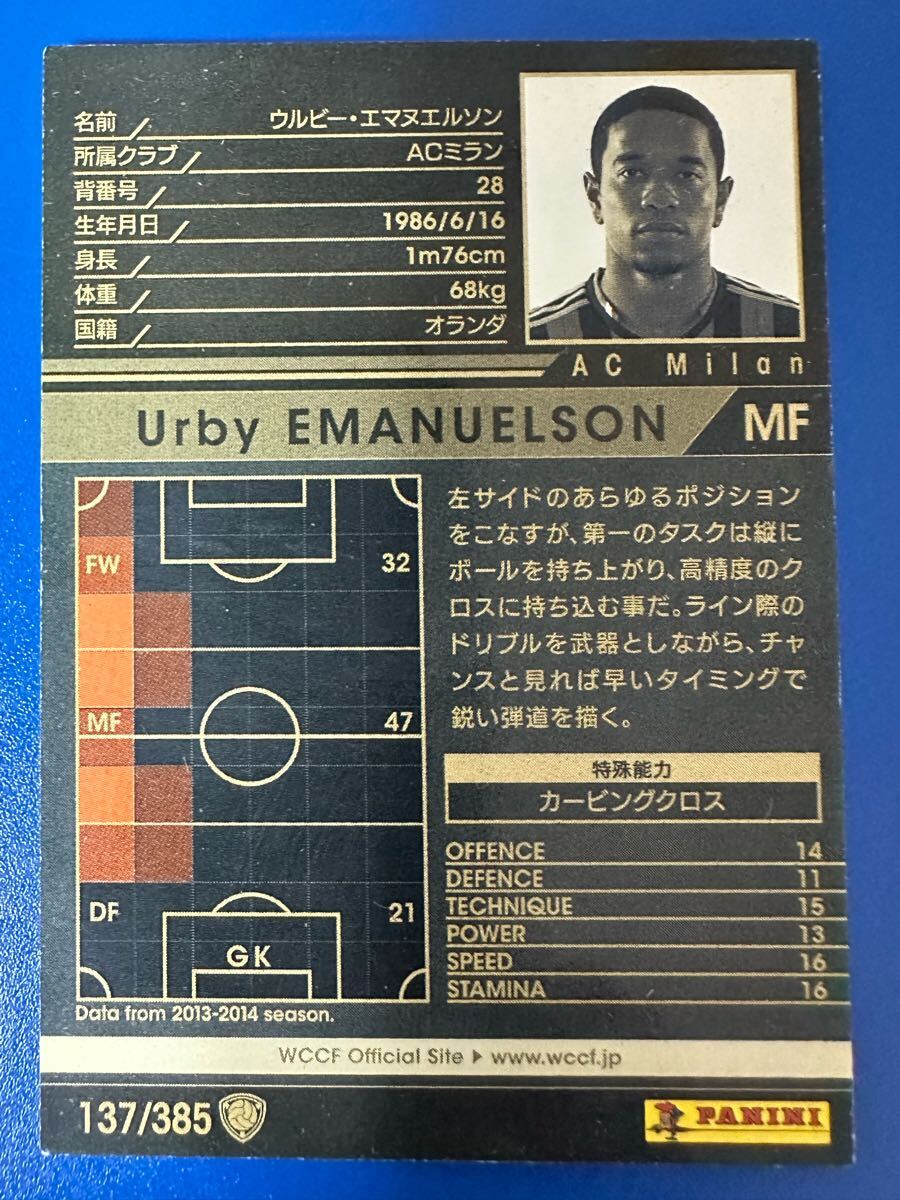 名前 ウルビー・エマヌエルソン
所属クラブ ACミラン
背番号 28
生年月日 1986/6/16
身長 1m76cm
体重 68kg
国籍 オランダ
AC Milan
Urby EMANUELSON MF
FW 32
MF 47
DF 21
GK
Data from 2013-2014 season.
左サイドのあらゆるポジション
をこなすが、第一のタスクは縦に
ボールを持ち上がり、高精度のク
ロスに持ち込む事だ。ライン際の
ドリブルを武器としながら、チャ
ンスと見れば早いタイミングで
鋭い弾道を描く。
特殊能力
カービングクロス
OFFENCE 14
DEFENCE 11
TECHNIQUE 15
POWER 13
SPEED 16
STAMINA 16
WCCF Official Site ▶ www.wccf.jp
137/385
PANINI